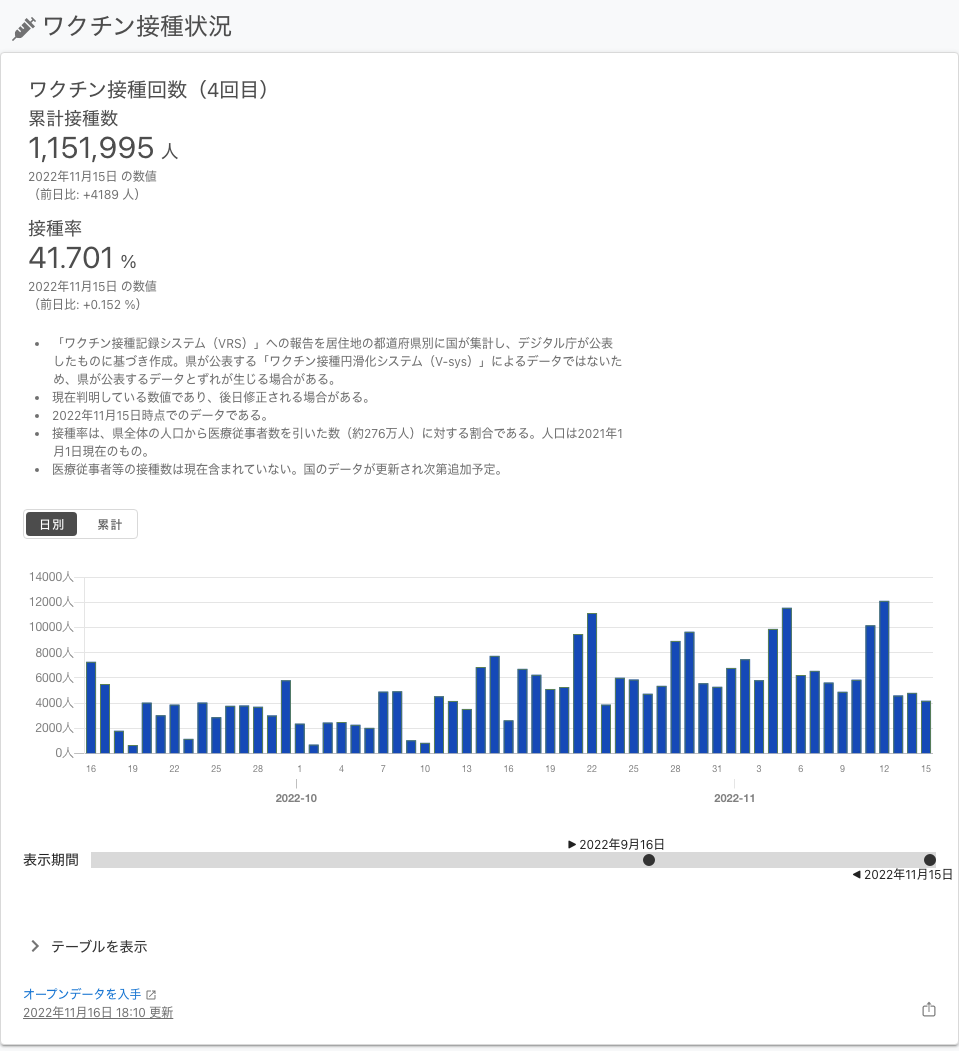 ワクチン接種状況
ワクチン接種回数（4回目）
累計接種数
1,151,995 人
2022年11月15日 の数値
（前日比: +4189 人）
接種率
41.701 %
2022年11月15日 の数値
（前日比: +0.152 %）
• 「ワクチン接種記録システム（VRS）」への報告を居住地の都道府県別に国が集計し、デジタル庁が公表
したものに基づき作成。県が公表する「ワクチン接種円滑化システム（V-sys）」によるデータではないた
め、県が公表するデータとずれが生じる場合がある。
• 現在判明している数値であり、後日修正される場合がある。
• 2022年11月15日時点でのデータである。
• 接種率は、県全体の人口から医療従事者数を引いた数（約276万人）に対する割合である。人口は2021年1
月1日現在のもの。
• 医療従事者等の接種数は現在含まれていない。国のデータが更新され次第追加予定。
日別 累計
14000人
12000人
10000人
8000人
6000人
4000人
2000人
0人
16 19 22 25 28 1 4 7 10 13 16 19 22 25 28 31 3 6 9 12 15
2022-10 2022-11
▶ 2022年9月16日
表示期間
◀ 2022年11月15日
テーブルを表示
オープンデータを入手
2022年11月16日 18:10 更新